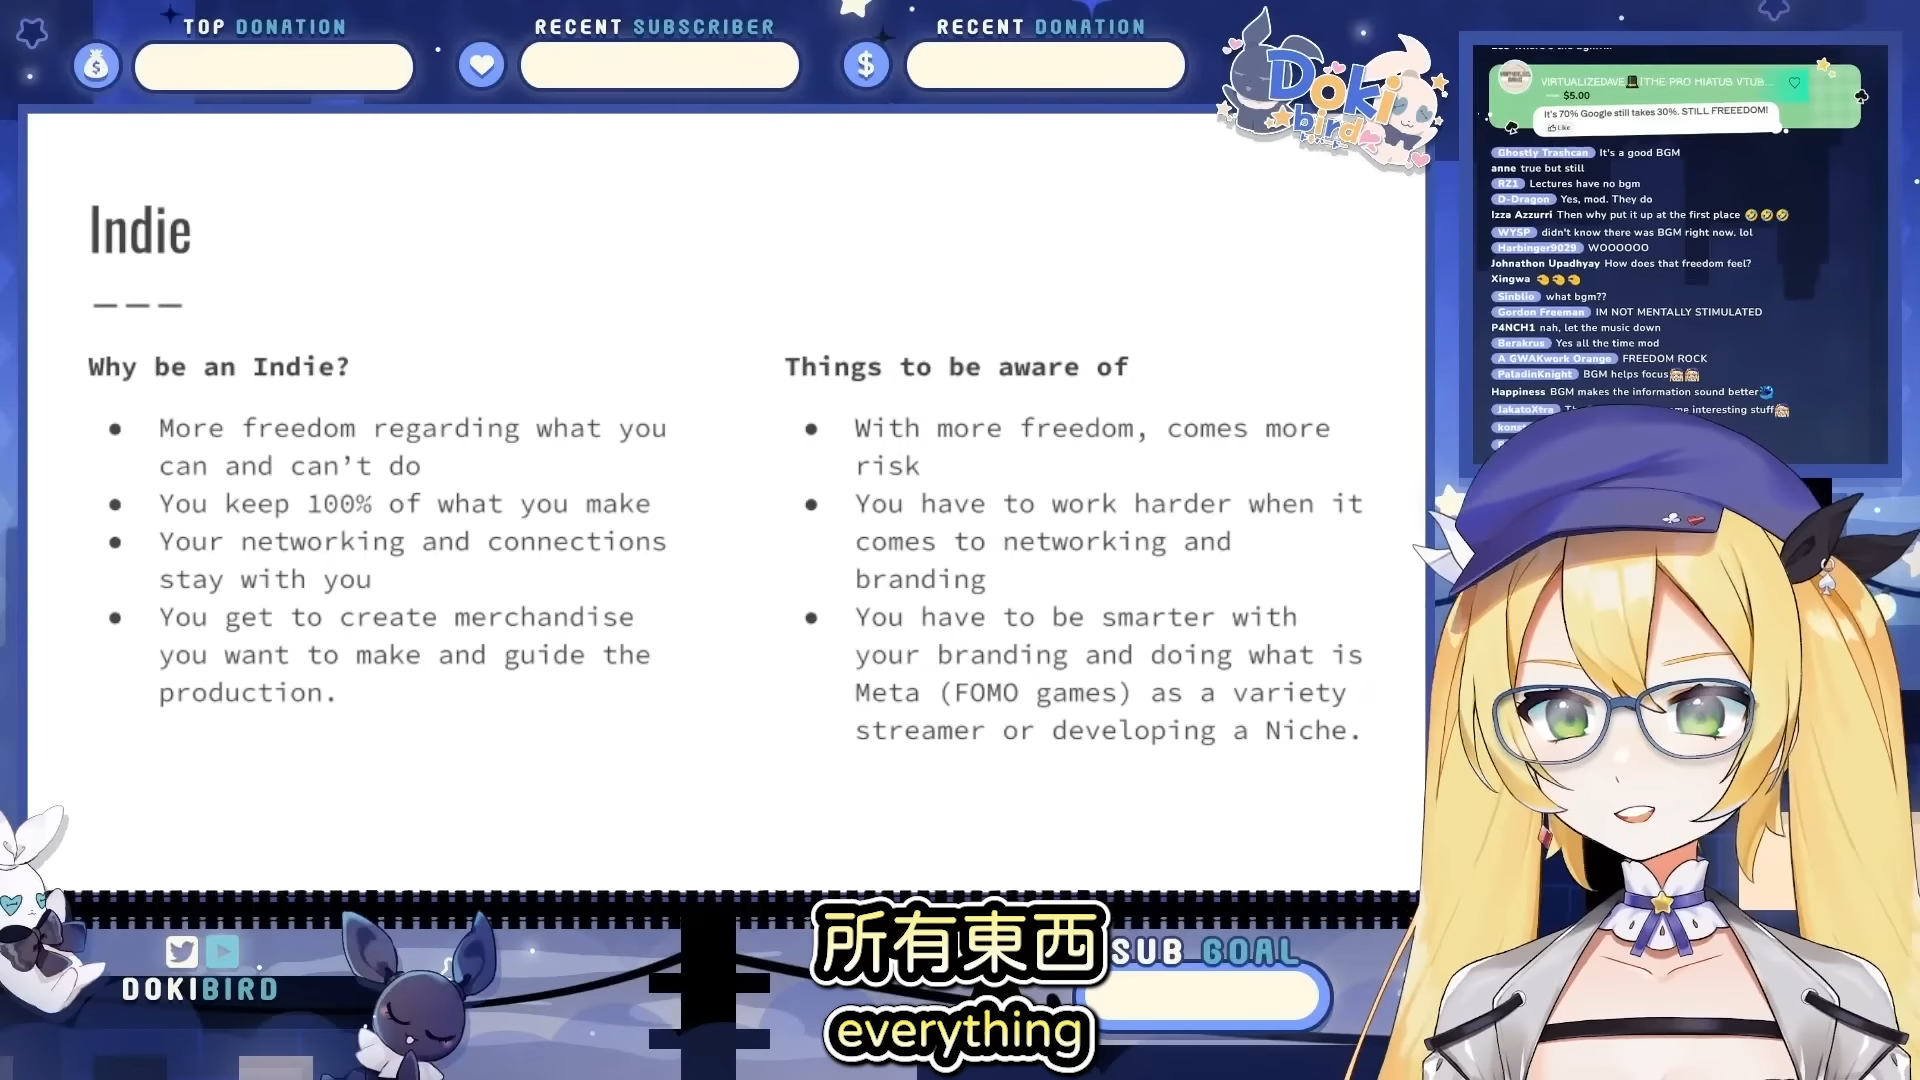 TOP DONATION
RECENT SUBSCRIBER
RECENT DONATION
Doki
bird
VIRTUALIZEDAVE [THE PRO HIATUS VTUB...
$5.00
It's 70% Google still takes 30%. STILL FREEEDOM!
Like
Ghostly Trashcan It's a good BGM
anne true but still
RZ1 Lectures have no bgm
D-Dragon Yes, mod. They do
Izza Azzurri Then why put it up at the first place 🤣🤣🤣
WYSP didn't know there was BGM right now. lol
Harbinger9029 WOOOOOO
Johnathon Upadhyay How does that freedom feel?
Xingwa
Sinblio what bgm??
Gordon Freeman IM NOT MENTALLY STIMULATED
P4NCH1 nah, let the music down
Berakrus Yes all the time mod
A GWAKwork Orange FREEDOM ROCK
PaladinKnight BGM helps focus
Happiness BGM makes the information sound better
JakatoXtra me interesting stuff
Indie
———
Why be an Indie?
● More freedom regarding what you
can and can’t do
● You keep 100% of what you make
● Your networking and connections
stay with you
● You get to create merchandise
you want to make and guide the
production.
Things to be aware of
● With more freedom, comes more
risk
● You have to work harder when it
comes to networking and
branding
● You have to be smarter with
your branding and doing what is
Meta (FOMO games) as a variety
streamer or developing a Niche.
DOKIBIRD
SUB GOAL
所有東西
everything